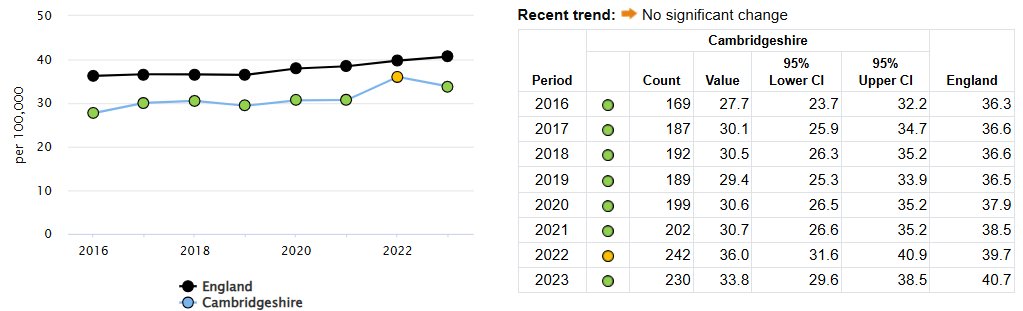 50
40
30
20
10
0
per 100,0000
2016
2018
2020
2022
England
Cambridgeshire
Recent trend: No significant change
Cambridgeshire
Period Count Value 95% Lower CI 95% Upper CI England
2016 169 27.7 23.7 32.2 36.3
2017 187 30.1 25.9 34.7 36.6
2018 192 30.5 26.3 35.2 36.6
2019 189 29.4 25.3 33.9 36.5
2020 199 30.6 26.5 35.2 37.9
2021 202 30.7 26.6 35.2 38.5
2022 242 36.0 31.6 40.9 39.7
2023 230 33.8 29.6 38.5 40.7